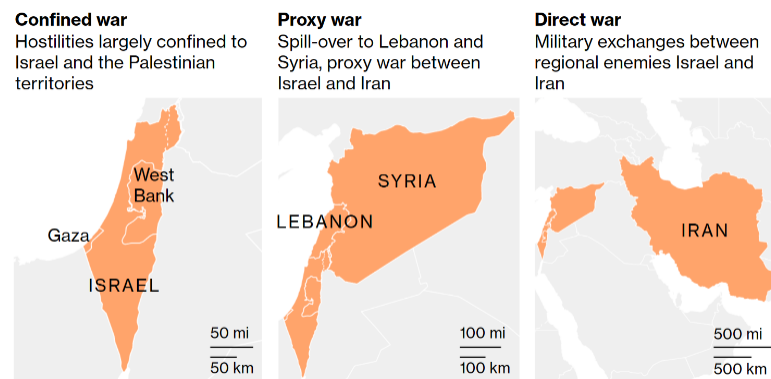 Confined war
Hostilities largely confined to
Israel and the Palestinian
territories
West
Bank
Gaza
ISRAEL
50 mi
50 km
Proxy war
Spill-over to Lebanon and
Syria, proxy war between
Israel and Iran
SYRIA
LEBANON
100 mi
100 km
Direct war
Military exchanges between
regional enemies Israel and
Iran
IRAN
500 mi
500 km